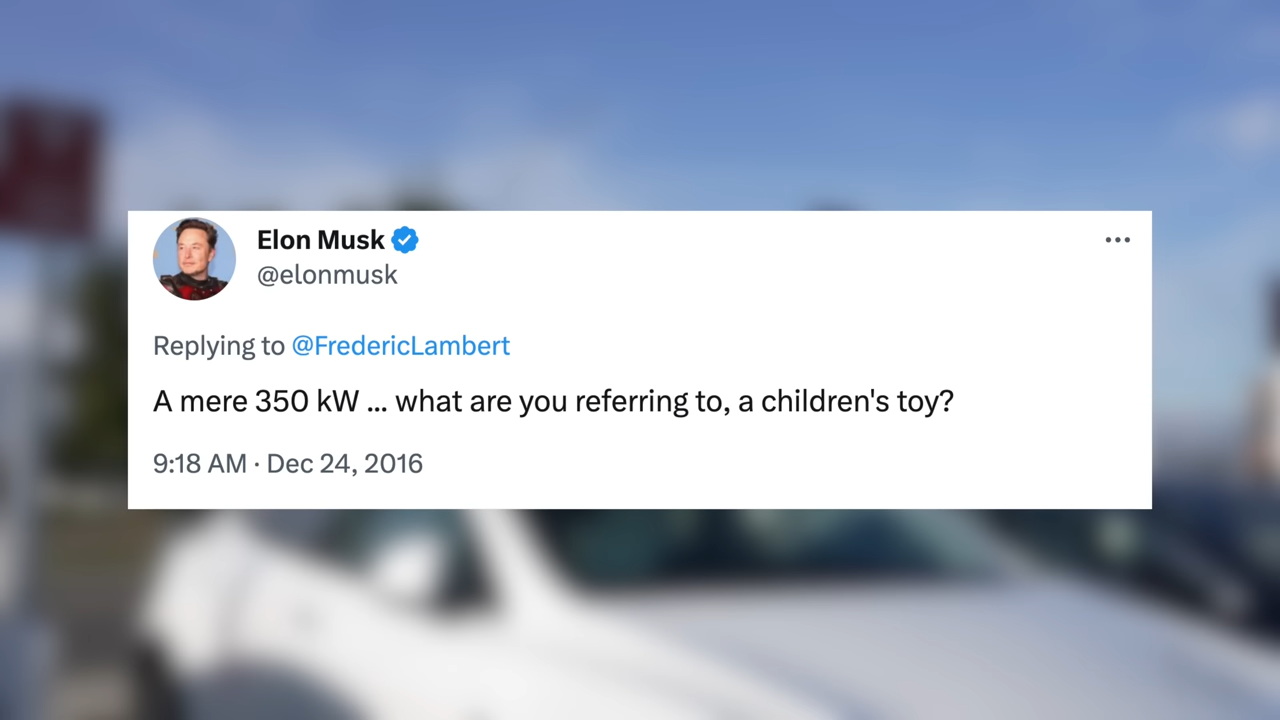 Elon Musk
@elonmusk
Replying to @FredericLambert
A mere 350 kW ... what are you referring to, a children's toy?
9:18 AM · Dec 24, 2016